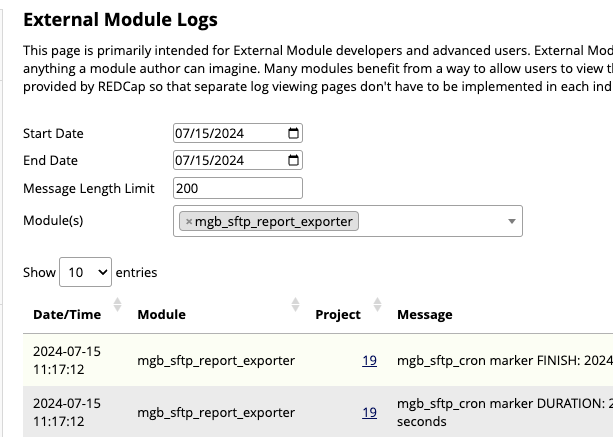 External Module Logs
This page is primarily intended for External Module developers and advanced users. External Mod
anything a module author can imagine. Many modules benefit from a way to allow users to view t
provided by REDCap so that separate log viewing pages don't have to be implemented in each ind
Start Date 07/15/2024
End Date 07/15/2024
Message Length Limit 200
Module(s) × mgb_sftp_report_exporter
Show 10 entries
Date/Time Module Project Message
2024-07-15
11:17:12 mgb_sftp_report_exporter 19 mgb_sftp_cron marker FINISH: 2024
2024-07-15
11:17:12 mgb_sftp_report_exporter 19 mgb_sftp_cron marker DURATION: 2
seconds